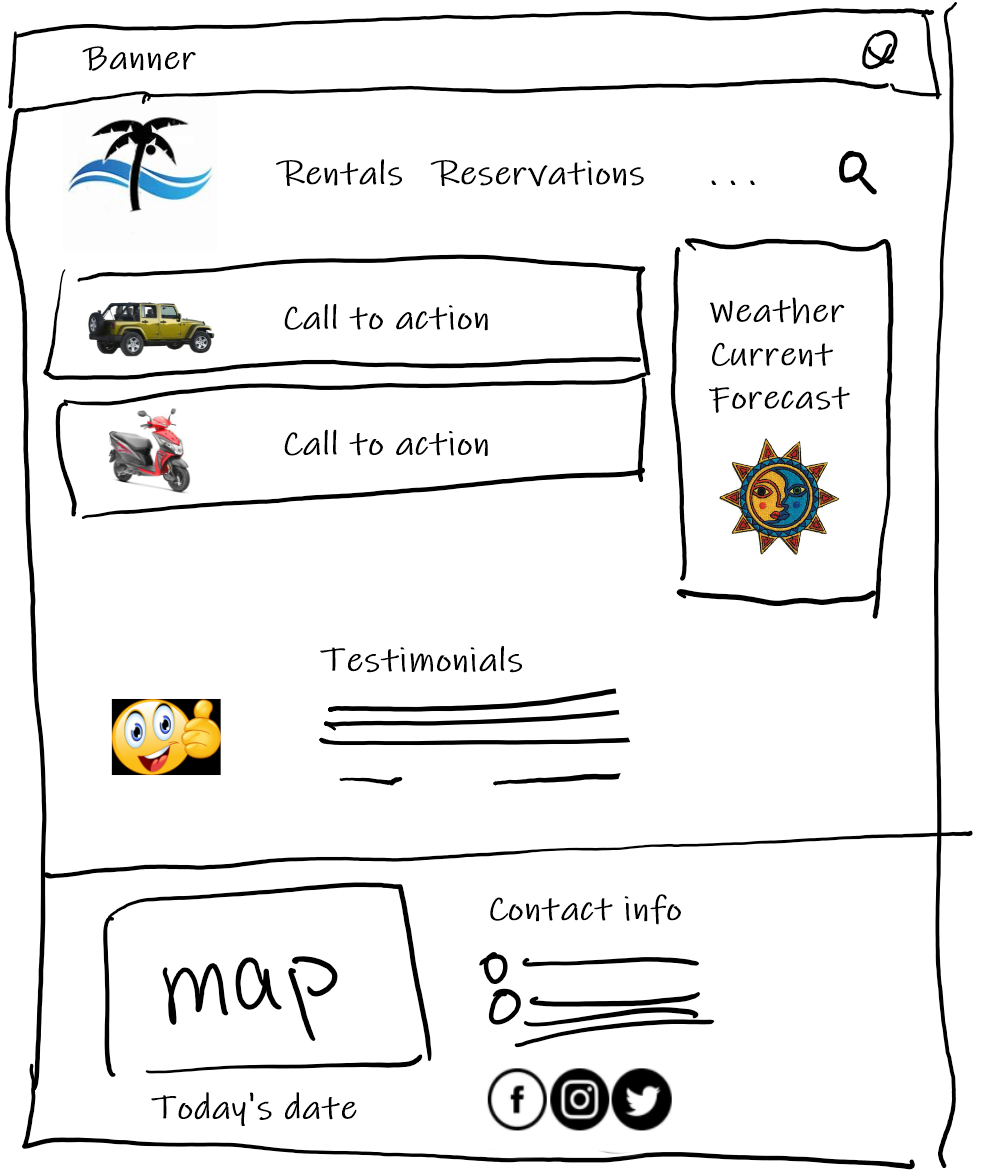 Banner
Rentals Reservations ...
Call to action
Call to action
Weather
Current
Forecast
Testimonials
map
Today's date
Contact info